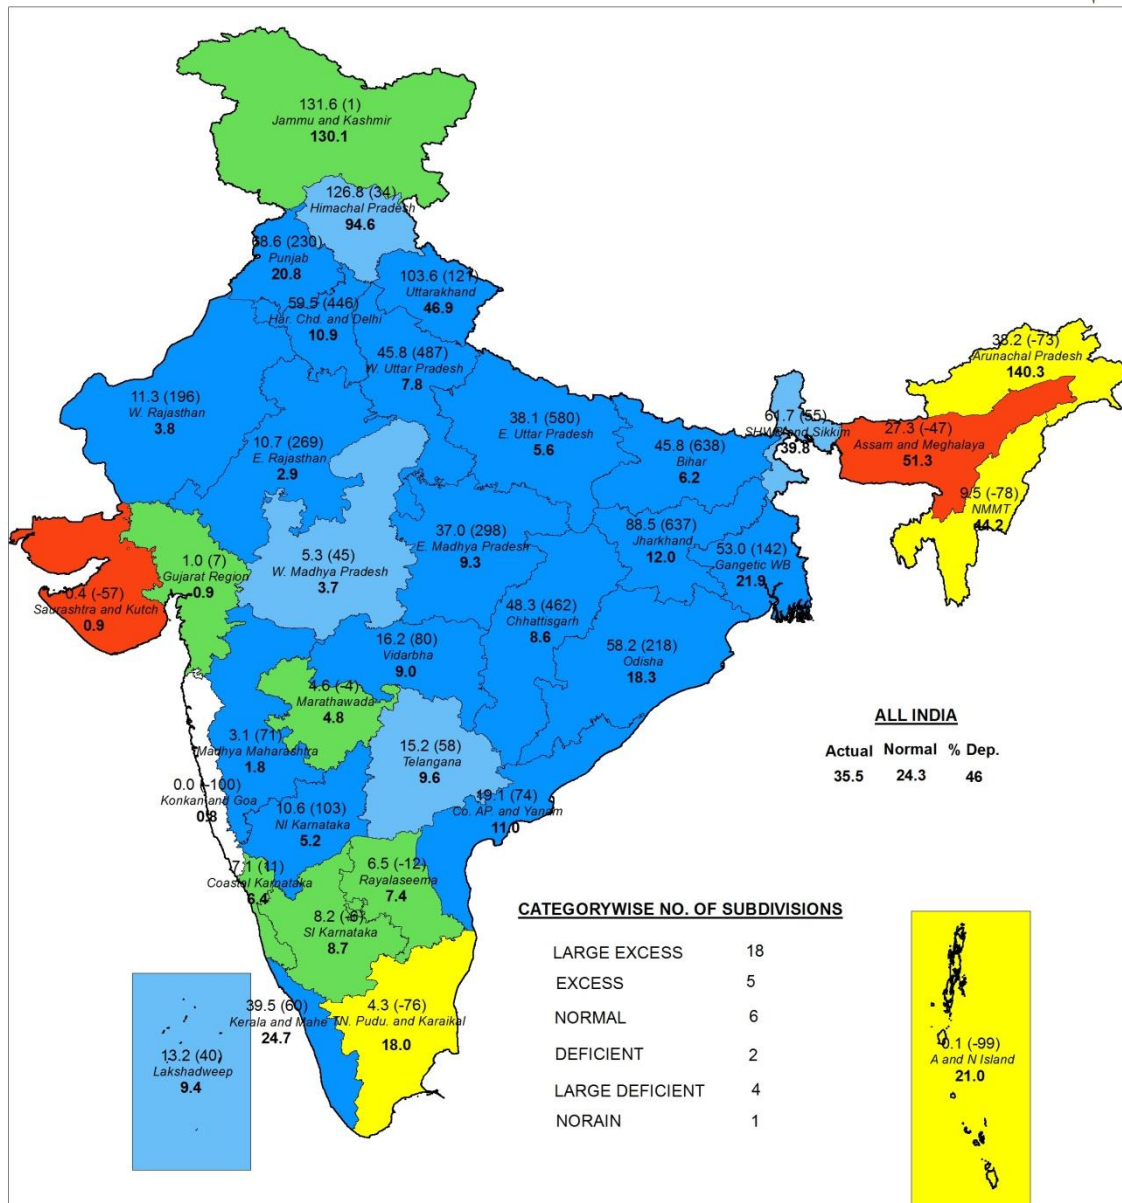 131.6 (1)
Jammu and Kashmir
130.1
126.8 (34)
Himachal Pradesh
94.6
68.6 (230)
Punjab
20.8
103.6 (121)
Uttarakhand
46.9
59.5 (446)
Har. Chd. and Delhi
10.9
45.8 (487)
W. Uttar Pradesh
7.8
38.2 (-73)
Arunachal Pradesh
140.3
11.3 (196)
W. Rajasthan
3.8
38.1 (580)
E. Uttar Pradesh
5.6
61.7 (55)
SHWB and Sikkim
39.8
27.3 (-47)
Assam and Meghalaya
51.3
10.7 (269)
E. Rajasthan
2.9
45.8 (638)
Bihar
6.2
9.5 (-78)
NMMT
44.2
37.0 (298)
E. Madhya Pradesh
9.3
88.5 (637)
Jharkhand
12.0
53.0 (142)
Gangetic WB
21.9
1.0 (7)
Gujarat Region
0.9
5.3 (45)
W. Madhya Pradesh
3.7
0.4 (-57)
Saurashtra and Kutch
0.9
48.3 (462)
Chhattisgarh
8.6
16.2 (80)
Vidarbha
9.0
58.2 (218)
Odisha
18.3
4.6 (-4)
Marathawada
4.8
3.1 (71)
Madhya Maharashtra
1.8
15.2 (58)
Telangana
9.6
0.0 (-100)
Konkan and Goa
0.8
10.6 (103)
NI Karnataka
5.2
19.1 (74)
Co. AP. and Yanam
11.0
7.1 (11)
Coastal Karnataka
6.4
6.5 (-12)
Rayalaseema
7.4
8.2 (-6)
SI Karnataka
8.7
39.5 (60)
Kerala and Mahe
24.7
4.3 (-76)
TN. Pudu. and Karaikal
18.0
13.2 (40)
Lakshadweep
9.4
0.1 (-99)
A and N Island
21.0
ALL INDIA
Actual Normal % Dep.
35.5 24.3 46
CATEGORYWISE NO. OF SUBDIVISIONS
LARGE EXCESS 18
EXCESS 5
NORMAL 6
DEFICIENT 2
LARGE DEFICIENT 4
NORAIN 1